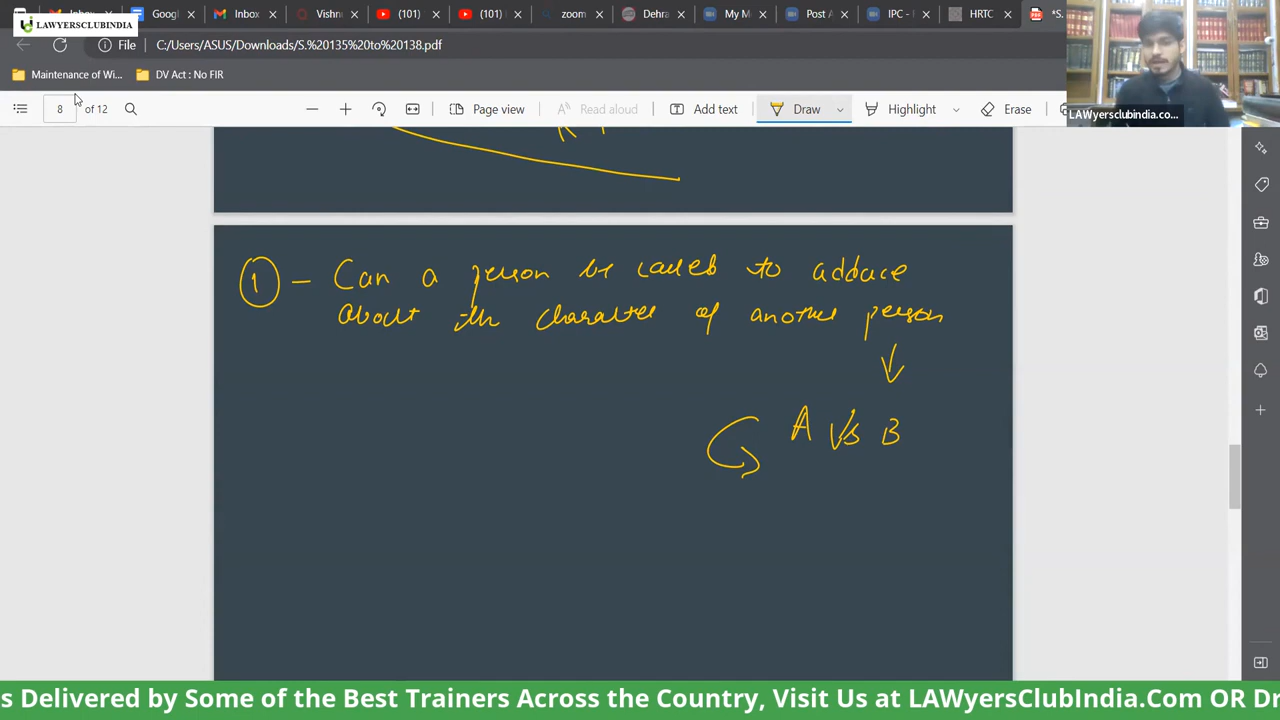 Googl
Inbo
Inbox
Vishn
(101)
(101)
econom
Dehra
Post A
IPC -
HRTC
*S.
LAWYERSCLUBINDIA
File
C:/Users/ASUS/Downloads/S.%20135%20to%20138.pdf
Maintenance of Wi...
DV Act : No FIR
8 of 12
Page view
Read aloud
Add text
Draw
Highlight
Erase
LAWyersclubindia.co...
1 - Can a person be called to adduce
about the character of another person
A Vs B
s Delivered by Some of the Best Trainers Across the Country, Visit Us at LAWyersClubIndia.Com OR Di